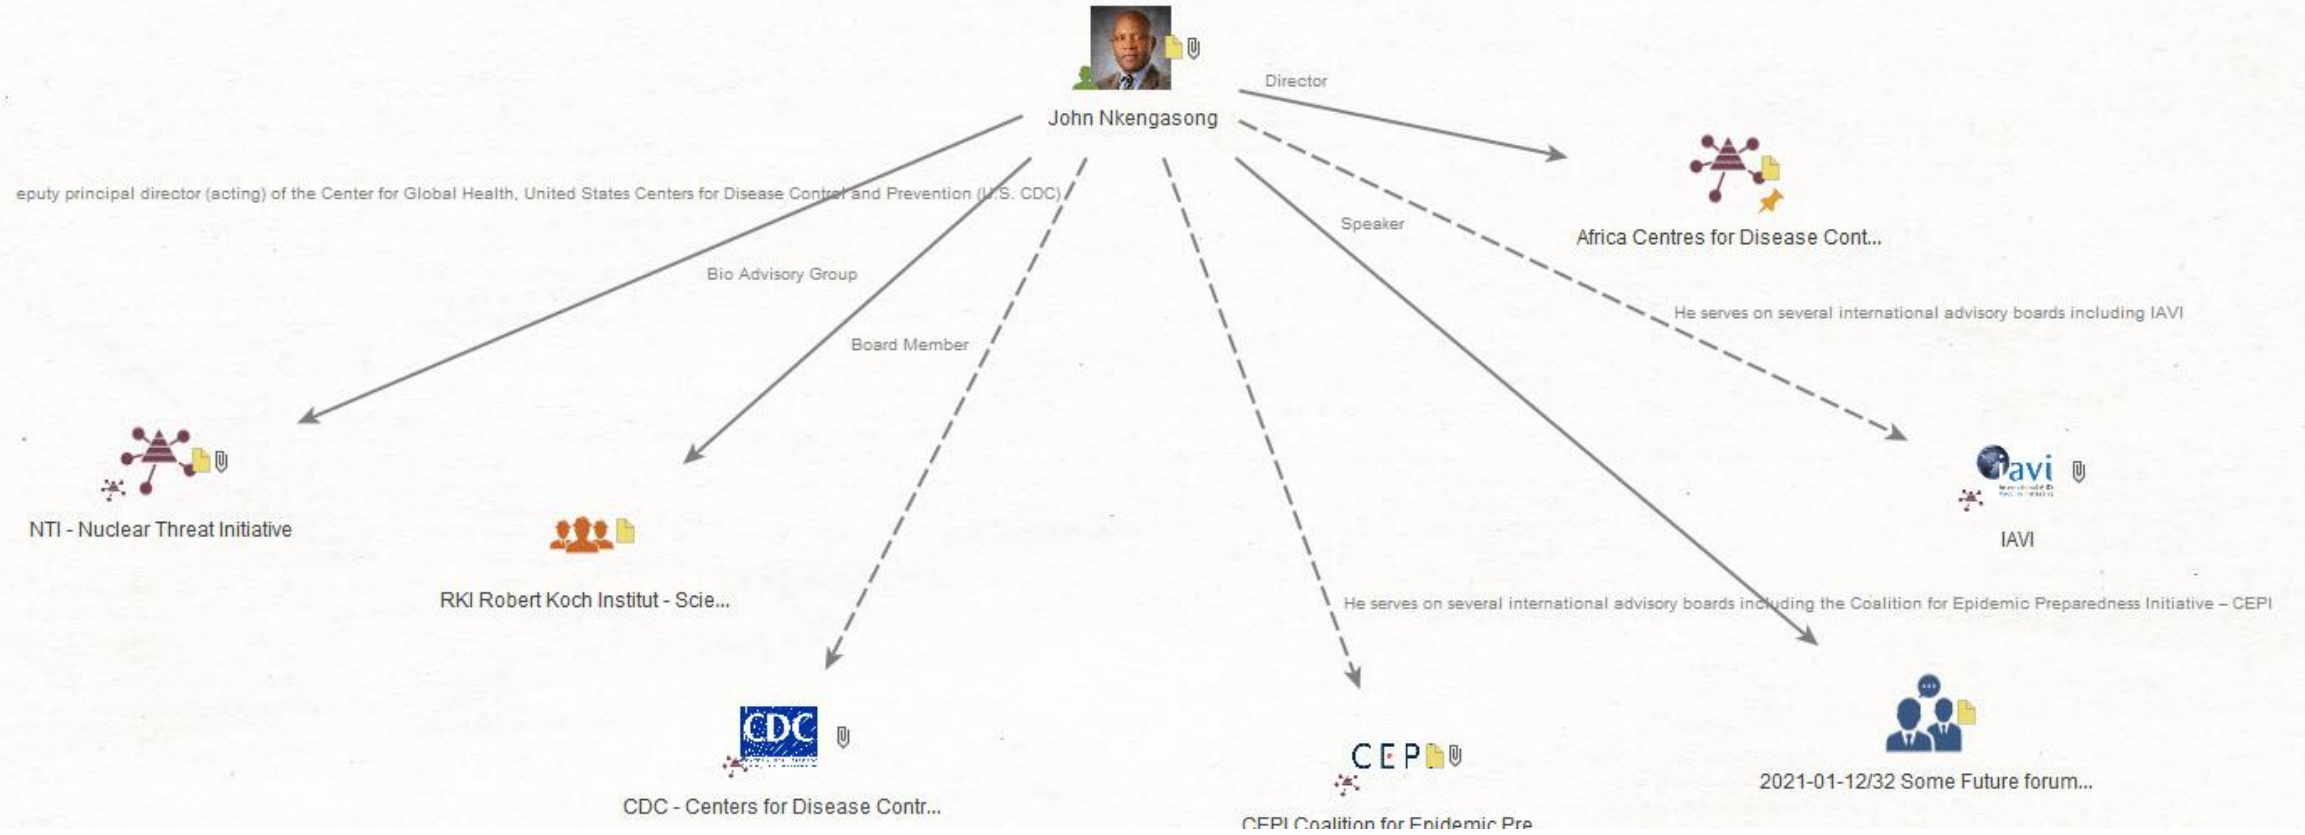 John Nkengasong
Director
eputy principal director (acting) of the Center for Global Health, United States Centers for Disease Control and Prevention (U.S. CDC)
Speaker
Africa Centres for Disease Cont...
Bio Advisory Group
He serves on several international advisory boards including IAVI
Board Member
iavi
NTI - Nuclear Threat Initiative
IAVI
RKI Robert Koch Institut - Scie...
He serves on several international advisory boards including the Coalition for Epidemic Preparedness Initiative – CEPI
CDC
CEP
2021-01-12/32 Some Future forum...
CDC - Centers for Disease Contr...
CEPI Coalition for Epidemic Pre